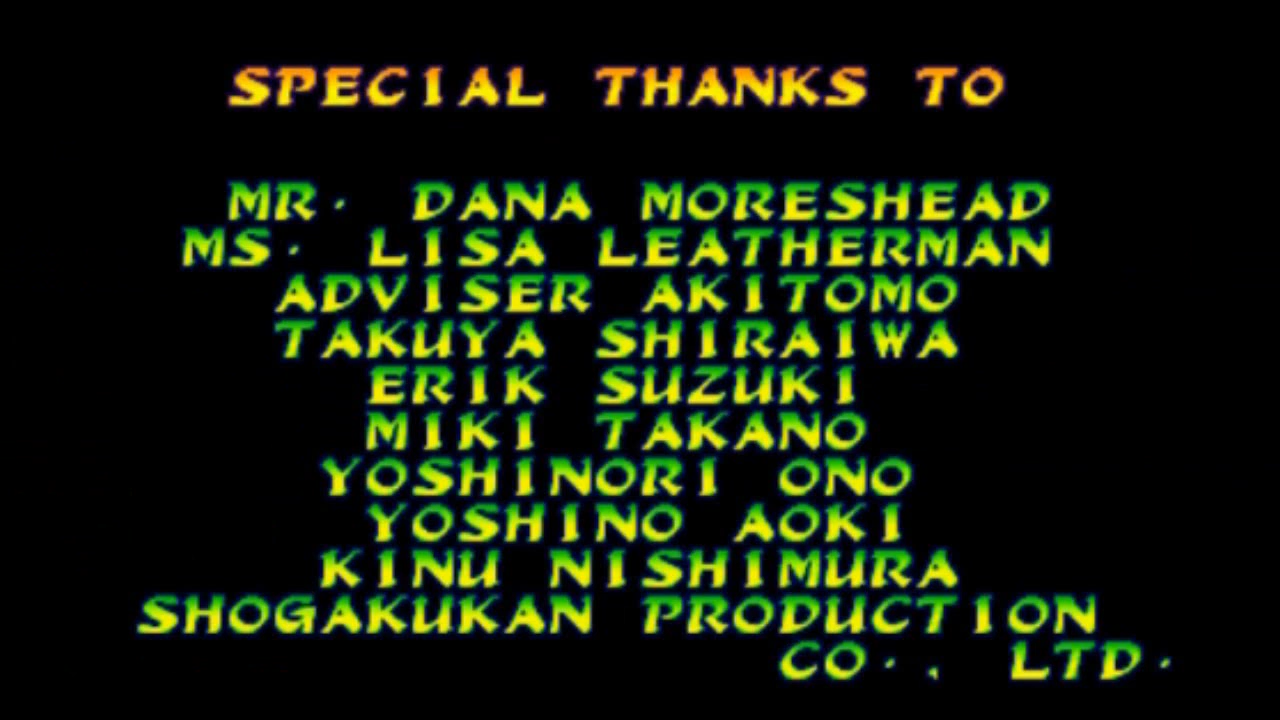 SPECIAL THANKS TO
MR. DANA MORESHEAD
MS. LISA LEATHERMAN
ADVISER AKITOMO
TAKUYA SHIRAIWA
ERIK SUZUKI
MIKI TAKANO
YOSHINORI ONO
YOSHINO AOKI
KINU NISHIMURA
SHOGAKUKAN PRODUCTION
CO., LTD.